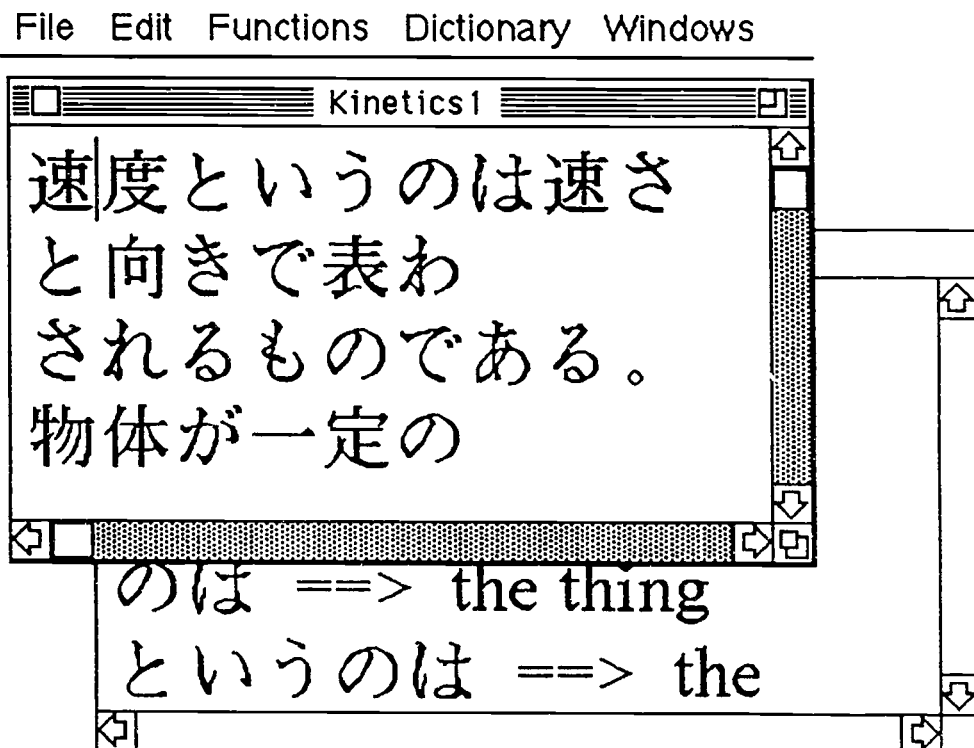 File Edit Functions Dictionary Windows
Kinetics1
速度というのは速さ
と向きで表わ
されるものである。
物体が一定の
のは ==> the thing
というのは ==> the